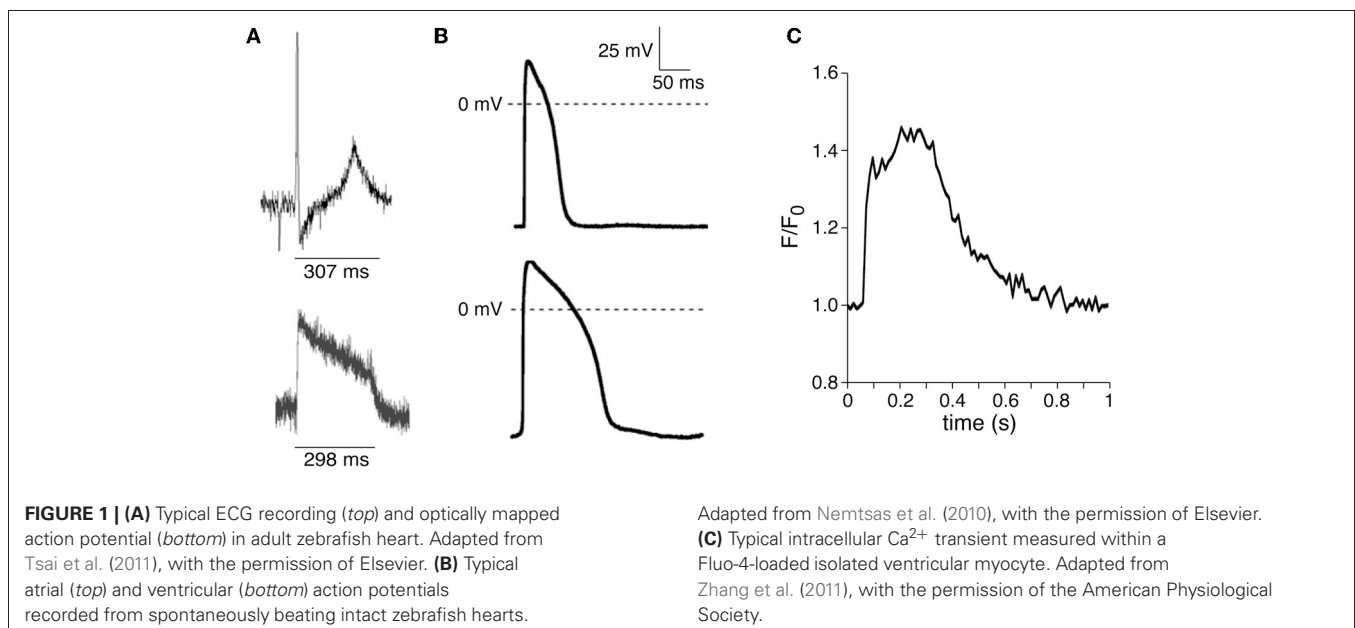 A
B
C
25 mV
50 ms
0 mV
307 ms
0 mV
298 ms
1.6
1.4
1.2
1.0
0.8
F/F0
0
0.2
0.4
0.6
0.8
1
time (s)
FIGURE 1 | (A) Typical ECG recording (top) and optically mapped
action potential (bottom) in adult zebrafish heart. Adapted from
Tsai et al. (2011), with the permission of Elsevier. (B) Typical
atrial (top) and ventricular (bottom) action potentials
recorded from spontaneously beating intact zebrafish hearts.
Adapted from Nemtsas et al. (2010), with the permission of Elsevier.
(C) Typical intracellular Ca2+ transient measured within a
Fluo-4-loaded isolated ventricular myocyte. Adapted from
Zhang et al. (2011), with the permission of the American Physiological
Society.